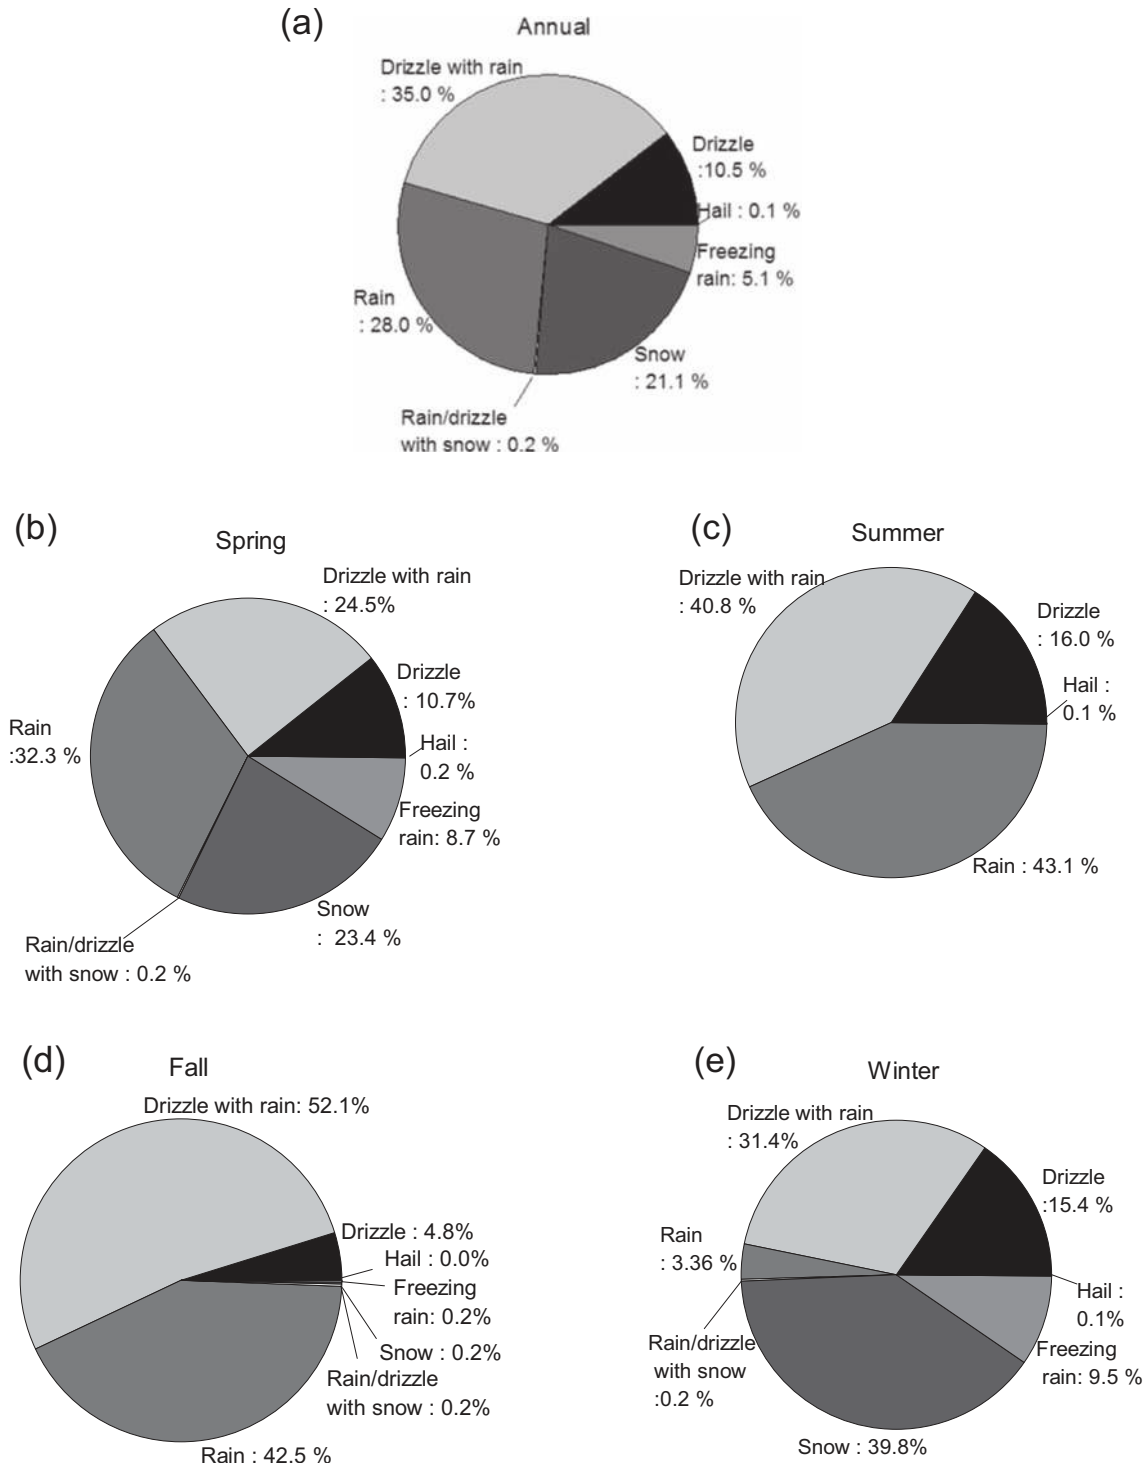 (a)
Annual
Drizzle with rain
: 35.0 %
Drizzle
:10.5 %
Hail : 0.1 %
Freezing
rain: 5.1 %
Rain
: 28.0 %
Snow
: 21.1 %
Rain/drizzle
with snow : 0.2 %
(b)
Spring
Drizzle with rain
: 24.5%
Drizzle
: 10.7%
Rain
:32.3 %
Hail :
0.2 %
Freezing
rain: 8.7 %
Snow
: 23.4 %
Rain/drizzle
with snow : 0.2 %
(c)
Summer
Drizzle with rain
: 40.8 %
Drizzle
: 16.0 %
Hail :
0.1 %
Rain : 43.1 %
(d)
Fall
Drizzle with rain: 52.1%
Drizzle : 4.8%
Hail : 0.0%
Freezing
rain: 0.2%
Snow : 0.2%
Rain/drizzle
with snow : 0.2%
Rain : 42.5 %
(e)
Winter
Drizzle with rain
: 31.4%
Drizzle
:15.4 %
Rain
: 3.36 %
Hail :
0.1%
Rain/drizzle
with snow
:0.2 %
Freezing
rain: 9.5 %
Snow : 39.8%